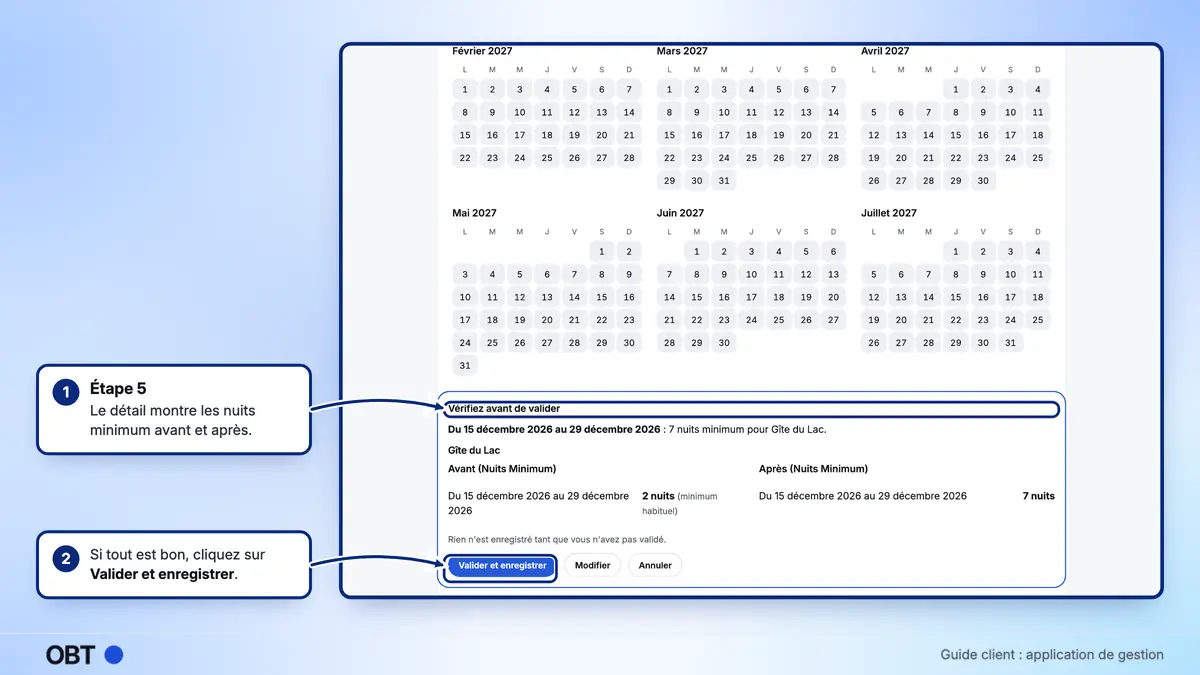 Février 2027
L M M J V S D
1 2 3 4 5 6 7
8 9 10 11 12 13 14
15 16 17 18 19 20 21
22 23 24 25 26 27 28
Mars 2027
L M M J V S D
1 2 3 4 5 6 7
8 9 10 11 12 13 14
15 16 17 18 19 20 21
22 23 24 25 26 27 28
29 30 31
Avril 2027
L M M J V S D
1 2 3 4
5 6 7 8 9 10 11
12 13 14 15 16 17 18
19 20 21 22 23 24 25
26 27 28 29 30
Mai 2027
L M M J V S D
1 2
3 4 5 6 7 8 9
10 11 12 13 14 15 16
17 18 19 20 21 22 23
24 25 26 27 28 29 30
31
Juin 2027
L M M J V S D
1 2 3 4 5 6
7 8 9 10 11 12 13
14 15 16 17 18 19 20
21 22 23 24 25 26 27
28 29 30
Juillet 2027
L M M J V S D
1 2 3 4
5 6 7 8 9 10 11
12 13 14 15 16 17 18
19 20 21 22 23 24 25
26 27 28 29 30 31
1 Étape 5
Le détail montre les nuits
minimum avant et après.
Vérifiez avant de valider
Du 15 décembre 2026 au 29 décembre 2026 : 7 nuits minimum pour Gîte du Lac.
Gîte du Lac
Avant (Nuits Minimum)
Du 15 décembre 2026 au 29 décembre
2026
2 nuits (minimum
habituel)
Après (Nuits Minimum)
Du 15 décembre 2026 au 29 décembre 2026 7 nuits
Rien n'est enregistré tant que vous n'avez pas validé.
2 Si tout est bon, cliquez sur
Valider et enregistrer.
Valider et enregistrer Modifier Annuler
OBT
Guide client : application de gestion